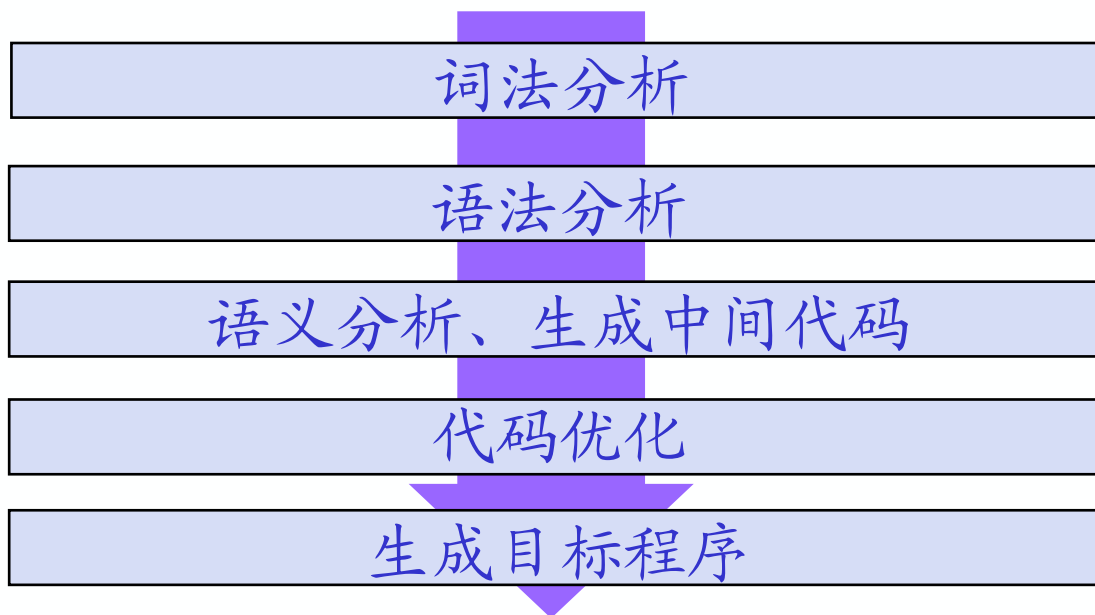 词法分析
语法分析
语义分析、生成中间代码
代码优化
生成目标程序